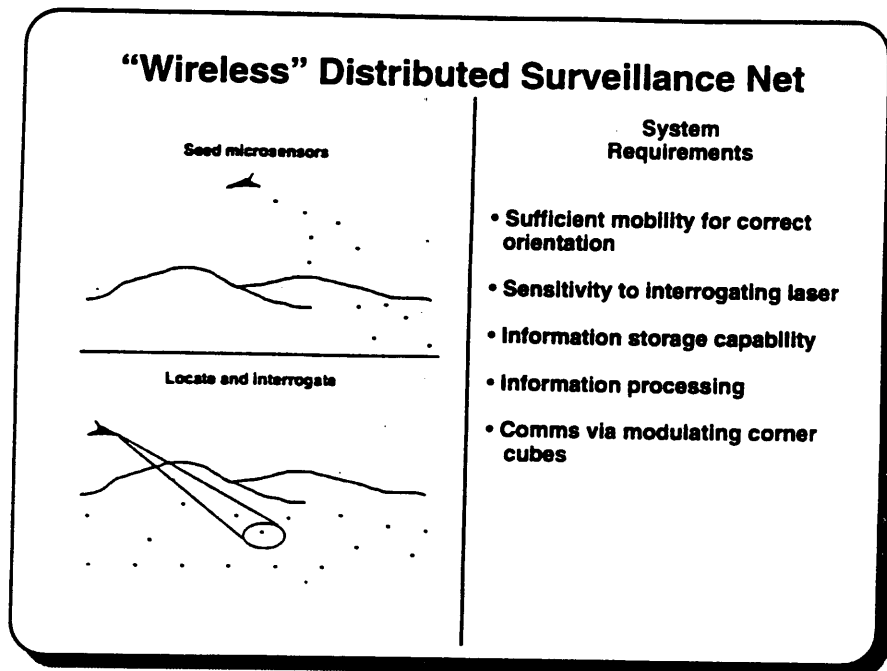 “Wireless” Distributed Surveillance Net
Seed microsensors
Locate and interrogate
System
Requirements
• Sufficient mobility for correct
orientation
• Sensitivity to interrogating laser
• Information storage capability
• Information processing
• Comms via modulating corner
cubes